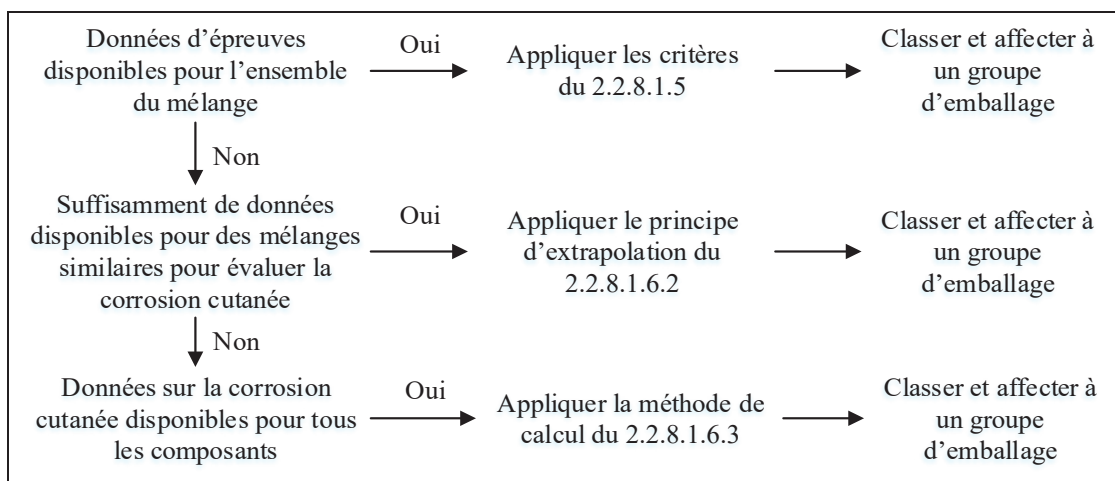 Données d'épreuves
disponibles pour l'ensemble
du mélange
Oui
Appliquer les critères
du 2.2.8.1.5
Classer et affecter à
un groupe
d'emballage
Non
Suffisamment de données
disponibles pour des mélanges
similaires pour évaluer la
corrosion cutanée
Oui
Appliquer le principe
d'extrapolation du
2.2.8.1.6.2
Classer et affecter à
un groupe
d'emballage
Non
Données sur la corrosion
cutanée disponibles pour tous
les composants
Oui
Appliquer la méthode de
calcul du 2.2.8.1.6.3
Classer et affecter à
un groupe
d'emballage